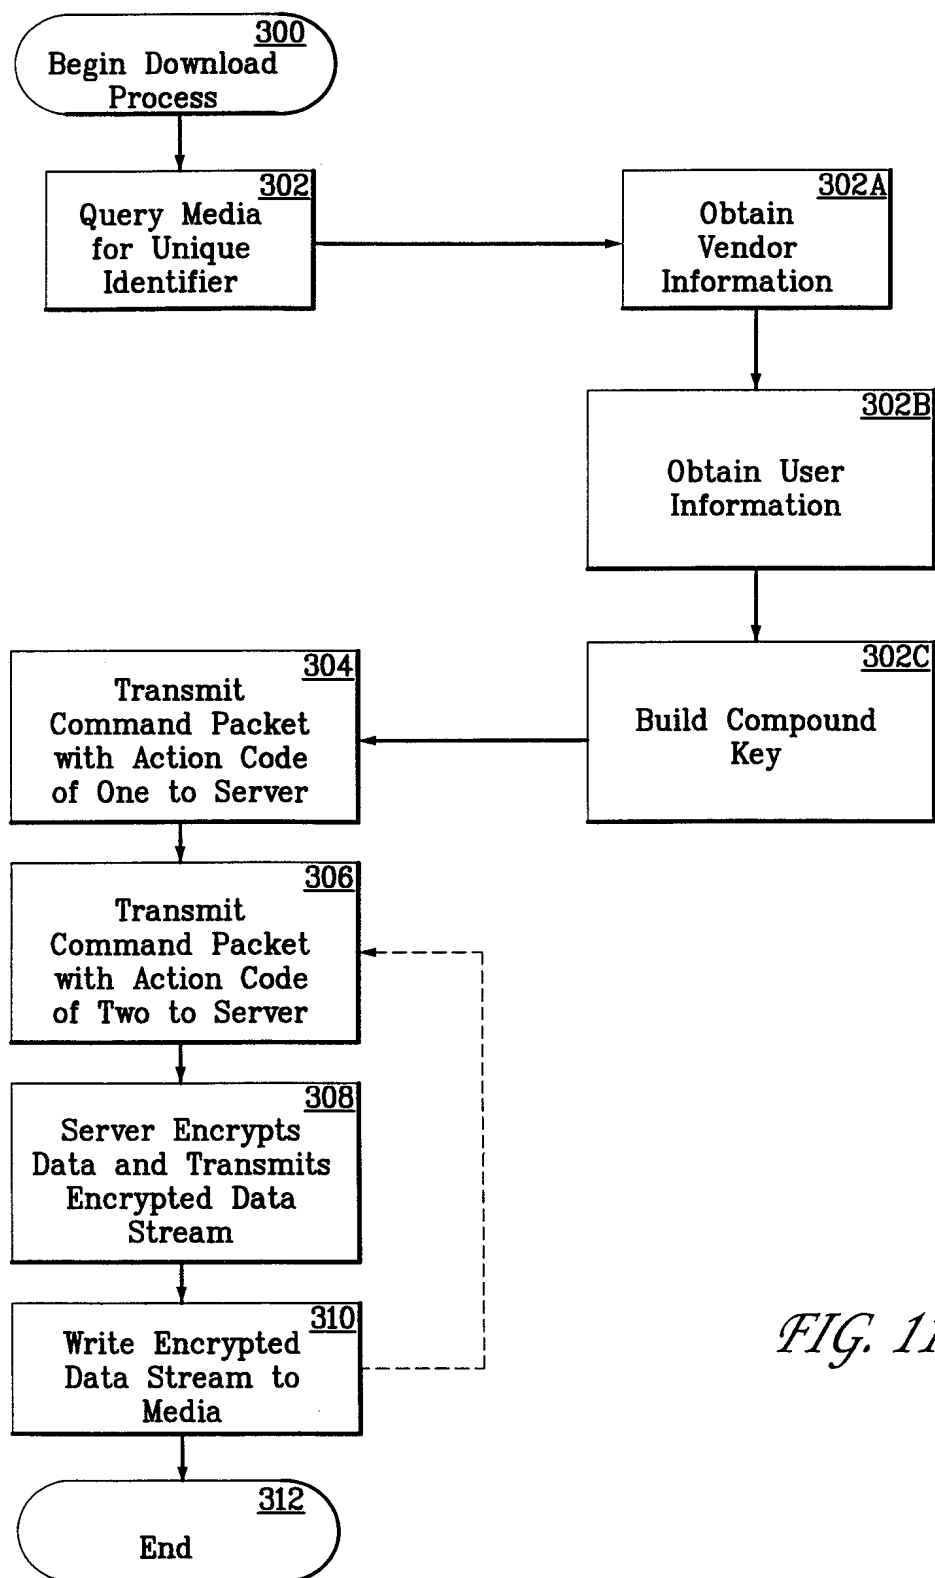 300
Begin Download
Process
302
Query Media
for Unique
Identifier
302A
Obtain
Vendor
Information
302B
Obtain User
Information
302C
Build Compound
Key
304
Transmit
Command Packet
with Action Code
of One to Server
306
Transmit
Command Packet
with Action Code
of Two to Server
308
Server Encrypts
Data and Transmits
Encrypted Data
Stream
310
Write Encrypted
Data Stream to
Media
312
End
FIG.